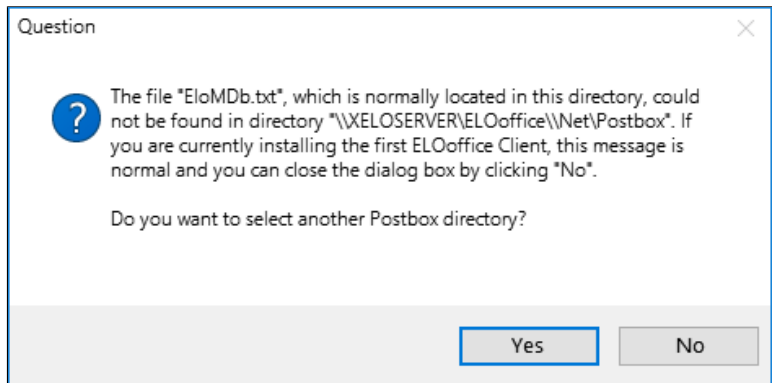 Question
The file "EloMDb.txt", which is normally located in this directory, could
not be found in directory "\\XELOSERVER\ELOoffice\\Net\Postbox". If
you are currently installing the first ELOoffice Client, this message is
normal and you can close the dialog box by clicking "No".
Do you want to select another Postbox directory?
Yes
No